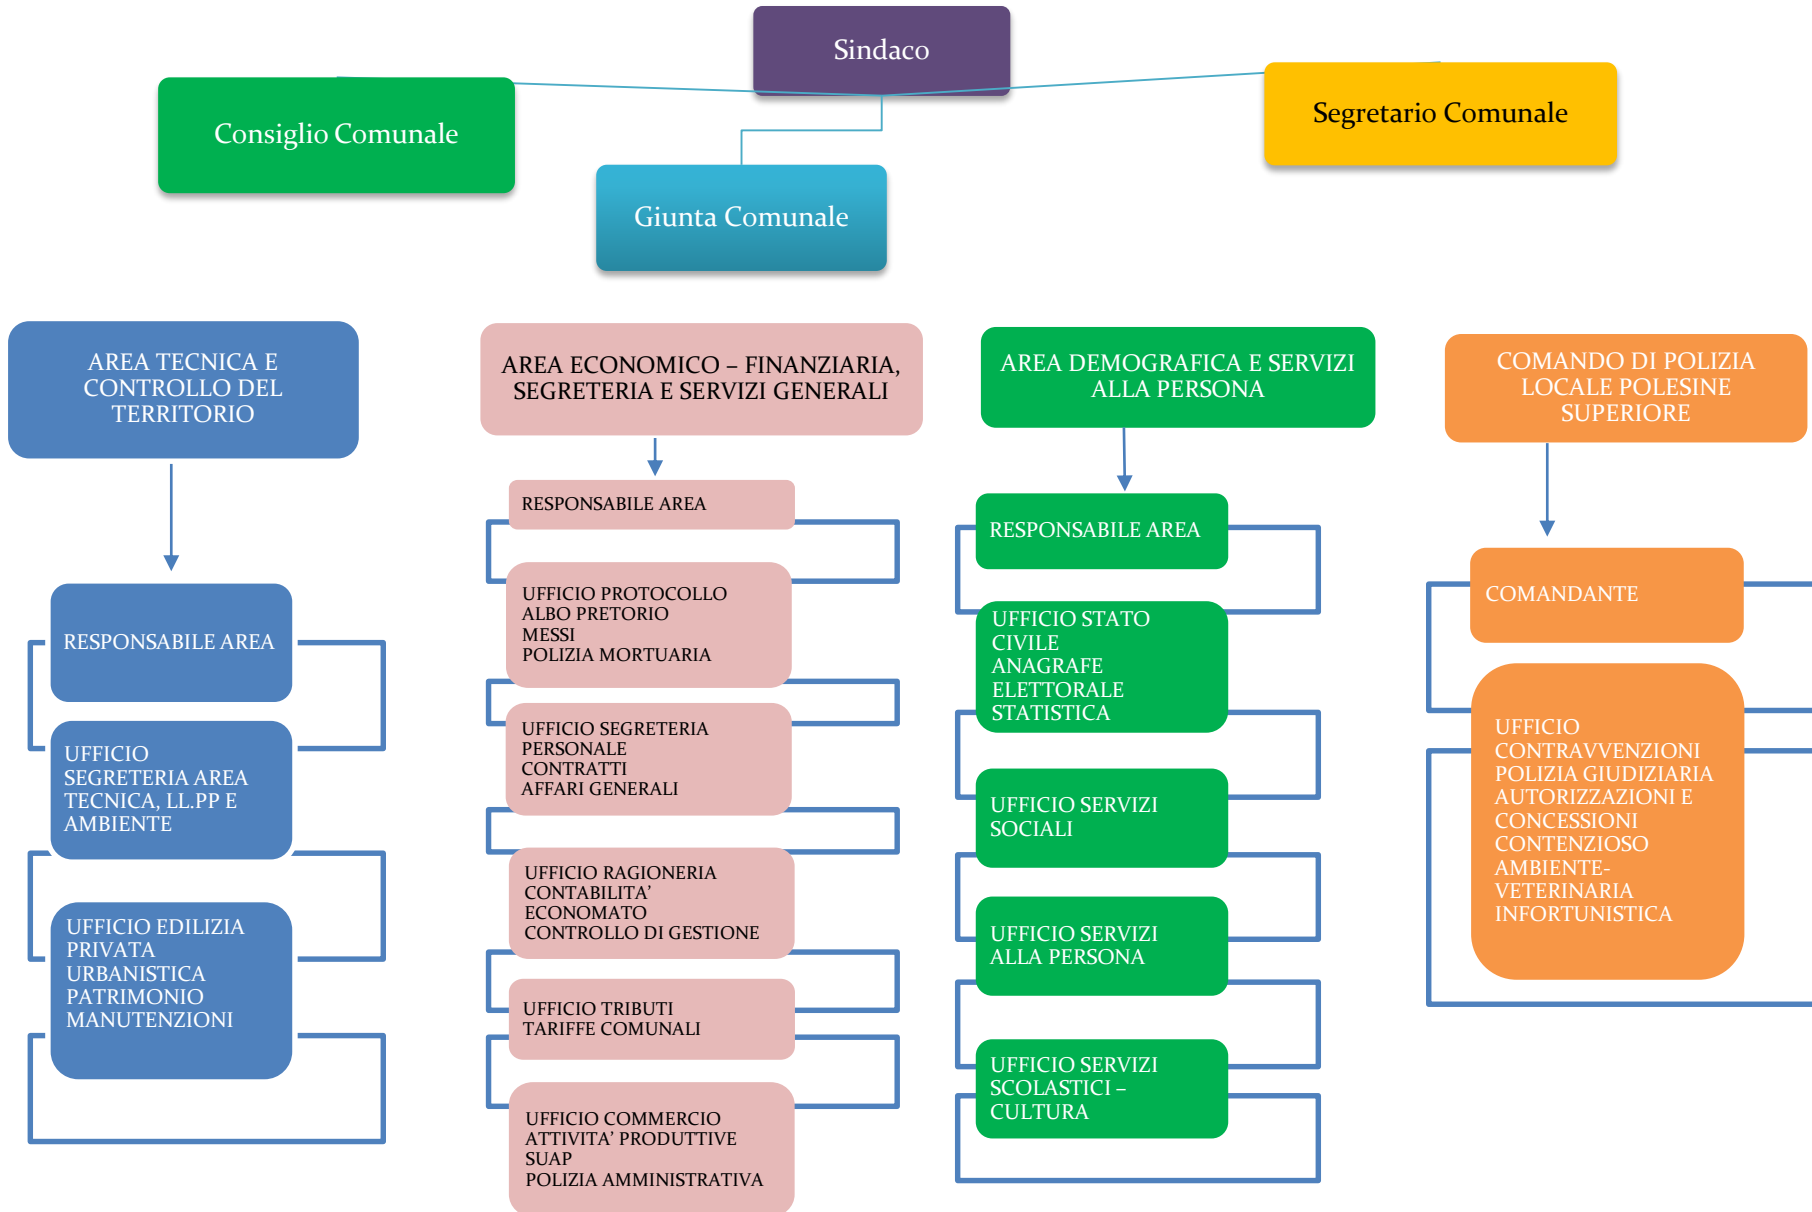 Sindaco
Consiglio Comunale
Segretario Comunale
Giunta Comunale
AREA TECNICA E
CONTROLLO DEL
TERRITORIO
RESPONSABILE AREA
UFFICIO
SEGRETERIA AREA
TECNICA, LL.PP E
AMBIENTE
UFFICIO EDILIZIA
PRIVATA
URBANISTICA
PATRIMONIO
MANUTENZIONI
AREA ECONOMICO – FINANZIARIA,
SEGRETERIA E SERVIZI GENERALI
RESPONSABILE AREA
UFFICIO PROTOCOLLO
ALBO PRETORIO
MESSI
POLIZIA MORTUARIA
UFFICIO SEGRETERIA
PERSONALE
CONTRATTI
AFFARI GENERALI
UFFICIO RAGIONERIA
CONTABILITA’
ECONOMATO
CONTROLLO DI GESTIONE
UFFICIO TRIBUTI
TARIFFE COMUNALI
UFFICIO COMMERCIO
ATTIVITA’ PRODUTTIVE
SUAP
POLIZIA AMMINISTRATIVA
AREA DEMOGRAFICA E SERVIZI
ALLA PERSONA
RESPONSABILE AREA
UFFICIO STATO
CIVILE
ANAGRAFE
ELETTORALE
STATISTICA
UFFICIO SERVIZI
SOCIALI
UFFICIO SERVIZI
ALLA PERSONA
UFFICIO SERVIZI
SCOLASTICI –
CULTURA
COMANDO DI POLIZIA
LOCALE POLESINE
SUPERIORE
COMANDANTE
UFFICIO
CONTRAVVENZIONI
POLIZIA GIUDIZIARIA
AUTORIZZAZIONI E
CONCESSIONI
CONTENZIOSO
AMBIENTE-
VETERINARIA
INFORTUNISTICA